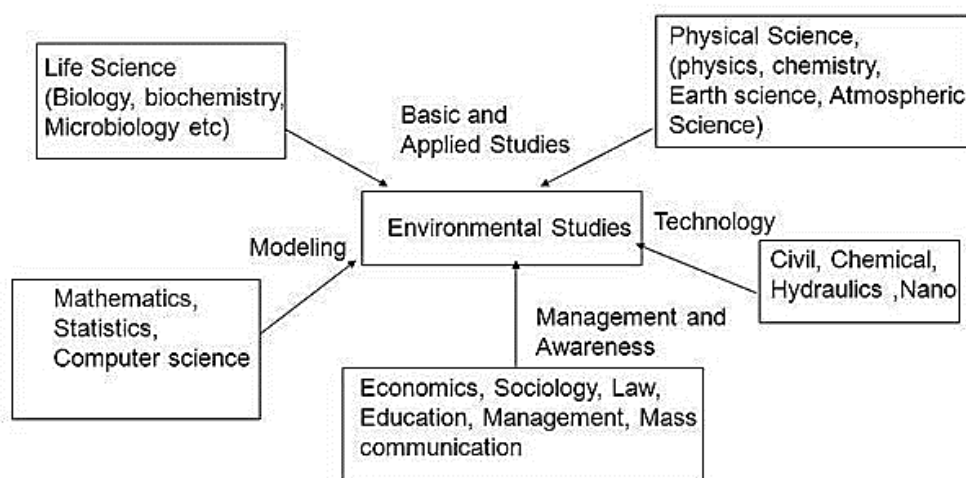 Life Science
(Biology, biochemistry,
Microbiology etc)
Physical Science,
(physics, chemistry,
Earth science, Atmospheric
Science)
Basic and
Applied Studies
Environmental Studies
Technology
Modeling
Civil, Chemical,
Hydraulics ,Nano
Mathematics,
Statistics,
Computer science
Management and
Awareness
Economics, Sociology, Law,
Education, Management, Mass
communication